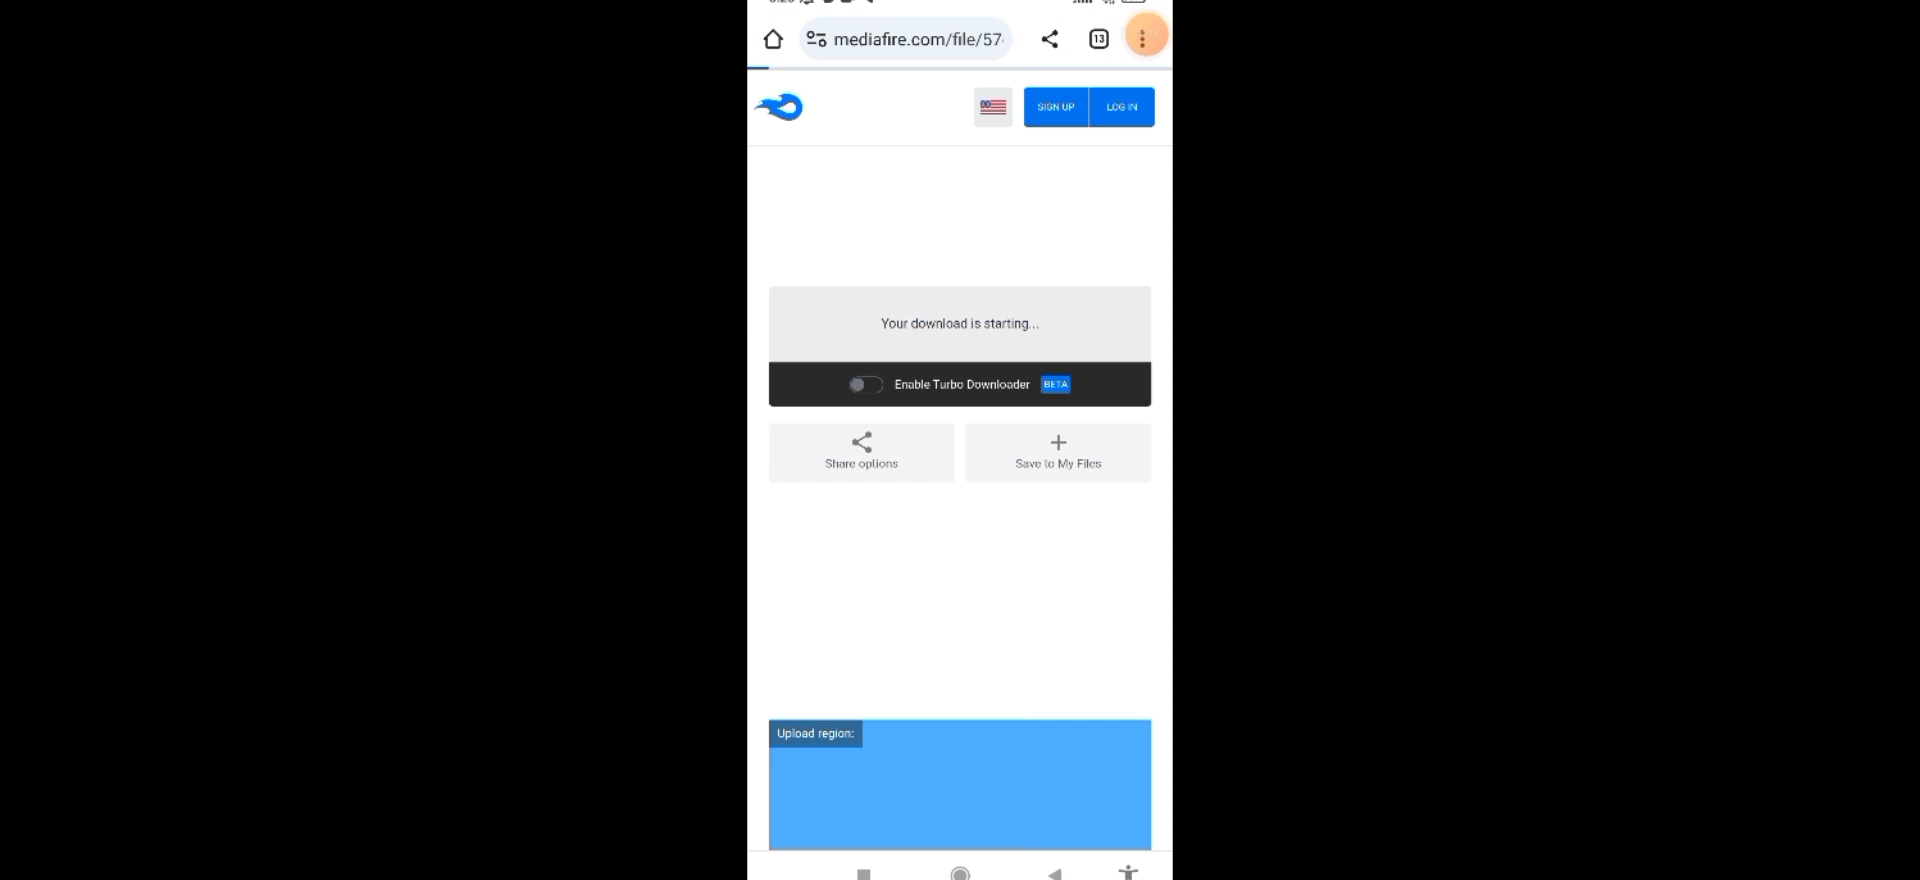 mediafire.com/file/57
13
SIGN UP
LOG IN
Your download is starting...
Enable Turbo Downloader
BETA
Share options
Save to My Files
Upload region: